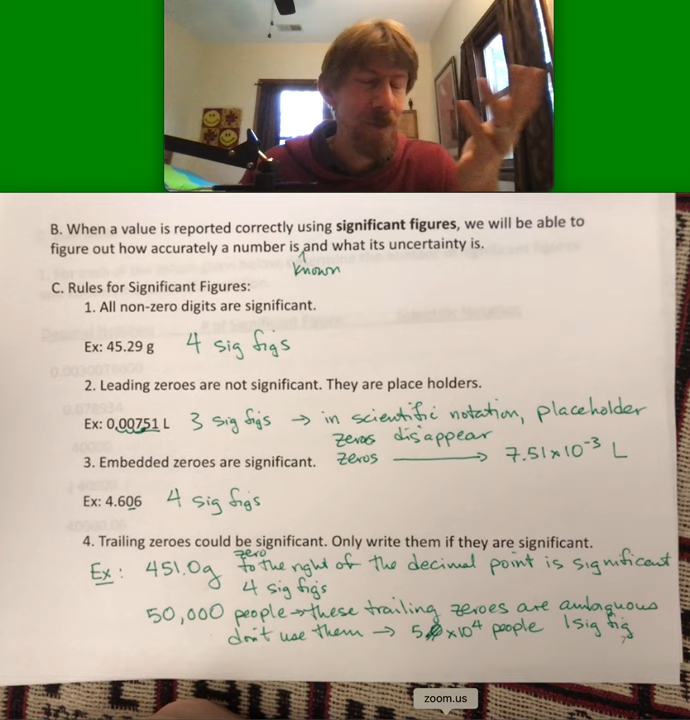 B. When a value is reported correctly using significant figures, we will be able to
figure out how accurately a number is and what its uncertainty is.
known
C. Rules for Significant Figures:
1. All non-zero digits are significant.
Ex: 45.29 g 4 sig figs
2. Leading zeroes are not significant. They are place holders.
Ex: 0.00751 L 3 sig figs → in scientific notation, placeholder
zeros disappear
3. Embedded zeroes are significant. zeros → 7.51×10⁻³ L
Ex: 4.606 4 sig figs
4. Trailing zeroes could be significant. Only write them if they are significant.
zero
Ex: 451.0g to the right of the decimal point is significant
4 sig figs
50,000 people → these trailing zeroes are ambiguous
don't use them → 5 ×10⁴ people 1 sig fig
zoom.us